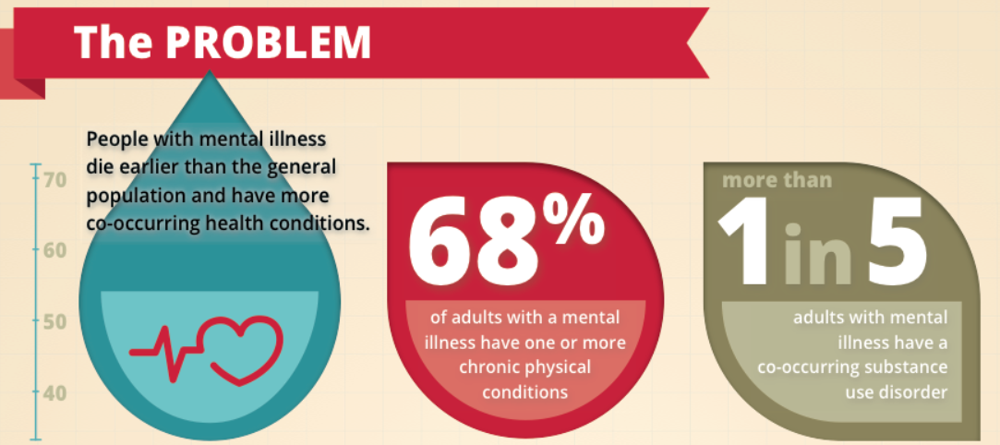 The PROBLEM
People with mental illness
die earlier than the general
population and have more
co-occurring health conditions.
70
60
50
40
68%
of adults with a mental
illness have one or more
chronic physical
conditions
more than
1 in 5
adults with mental
illness have a
co-occurring substance
use disorder